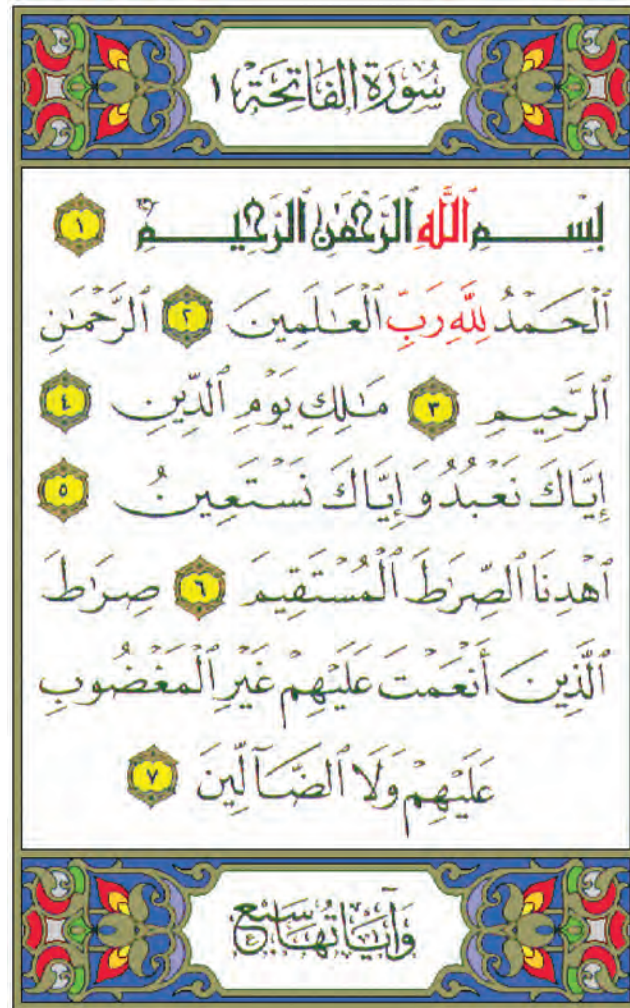 سُورَةُ الْفَاتِحَةِ ١
بِسْمِ ٱللَّهِ ٱلرَّحْمَٰنِ ٱلرَّحِيمِ ١
ٱلْحَمْدُ لِلَّهِ رَبِّ ٱلْعَٰلَمِينَ ٢ ٱلرَّحْمَٰنِ
ٱلرَّحِيمِ ٣ مَٰلِكِ يَوْمِ ٱلدِّينِ ٤
إِيَّاكَ نَعْبُدُ وَإِيَّاكَ نَسْتَعِينُ ٥
ٱهْدِنَا ٱلصِّرَٰطَ ٱلْمُسْتَقِيمَ ٦ صِرَٰطَ
ٱلَّذِينَ أَنْعَمْتَ عَلَيْهِمْ غَيْرِ ٱلْمَغْضُوبِ
عَلَيْهِمْ وَلَا ٱلضَّآلِّينَ ٧
وَآيَاتُهَا سَبْعٌ